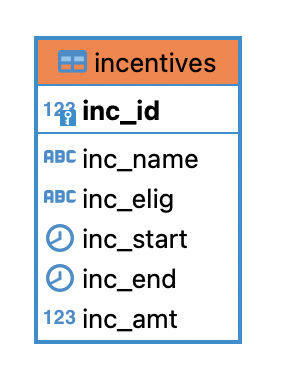 incentives
123 inc_id
ABC inc_name
ABC inc_elig
inc_start
inc_end
123 inc_amt